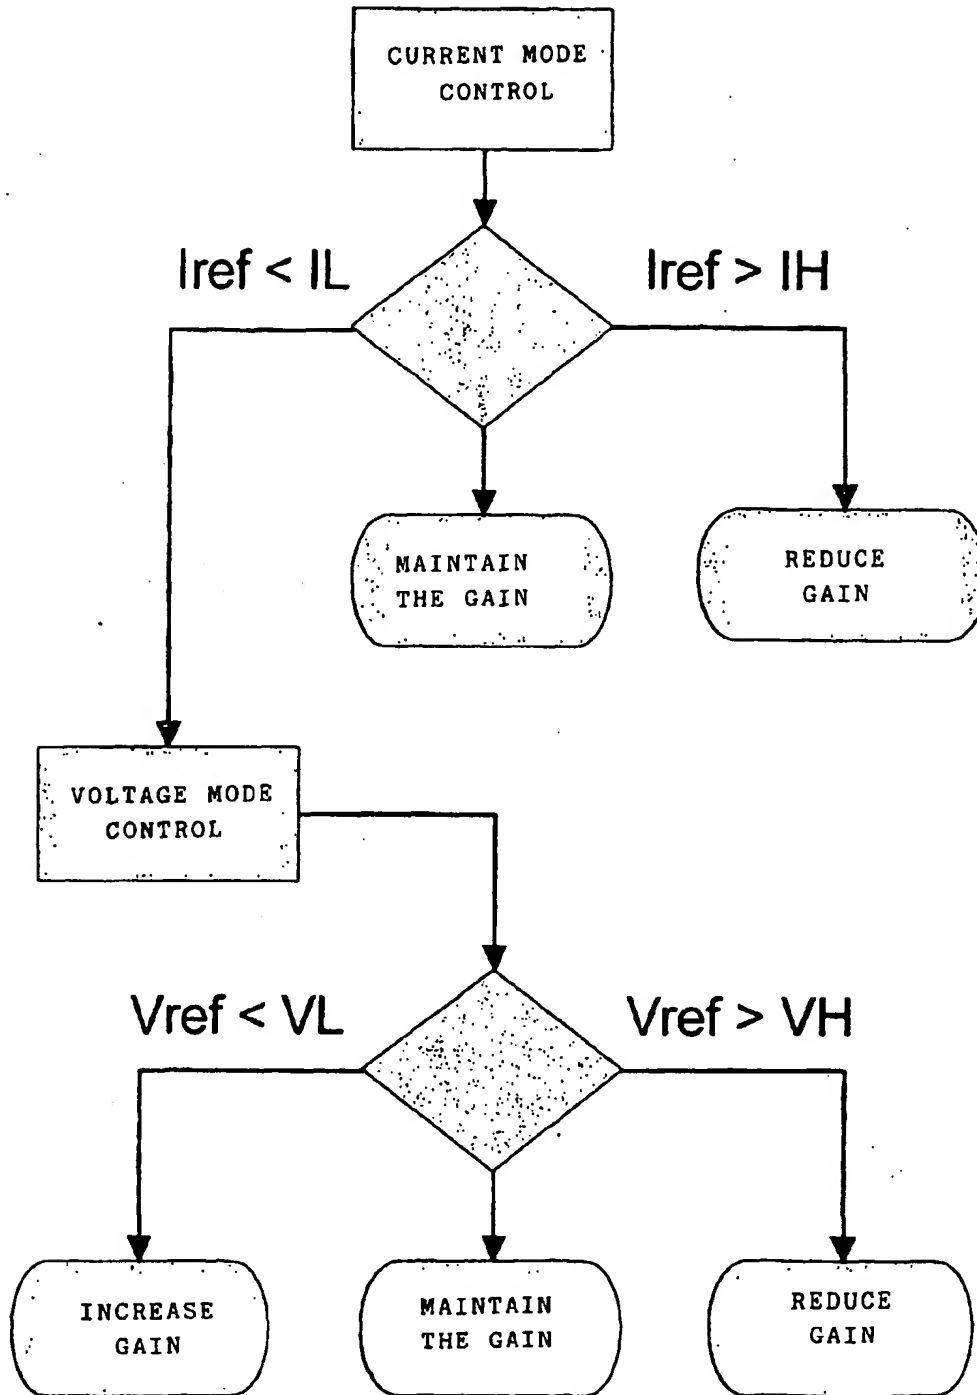 CURRENT MODE
CONTROL
Iref < IL
Iref > IH
MAINTAIN
THE GAIN
REDUCE
GAIN
VOLTAGE MODE
CONTROL
Vref < VL
Vref > VH
INCREASE
GAIN
MAINTAIN
THE GAIN
REDUCE
GAIN